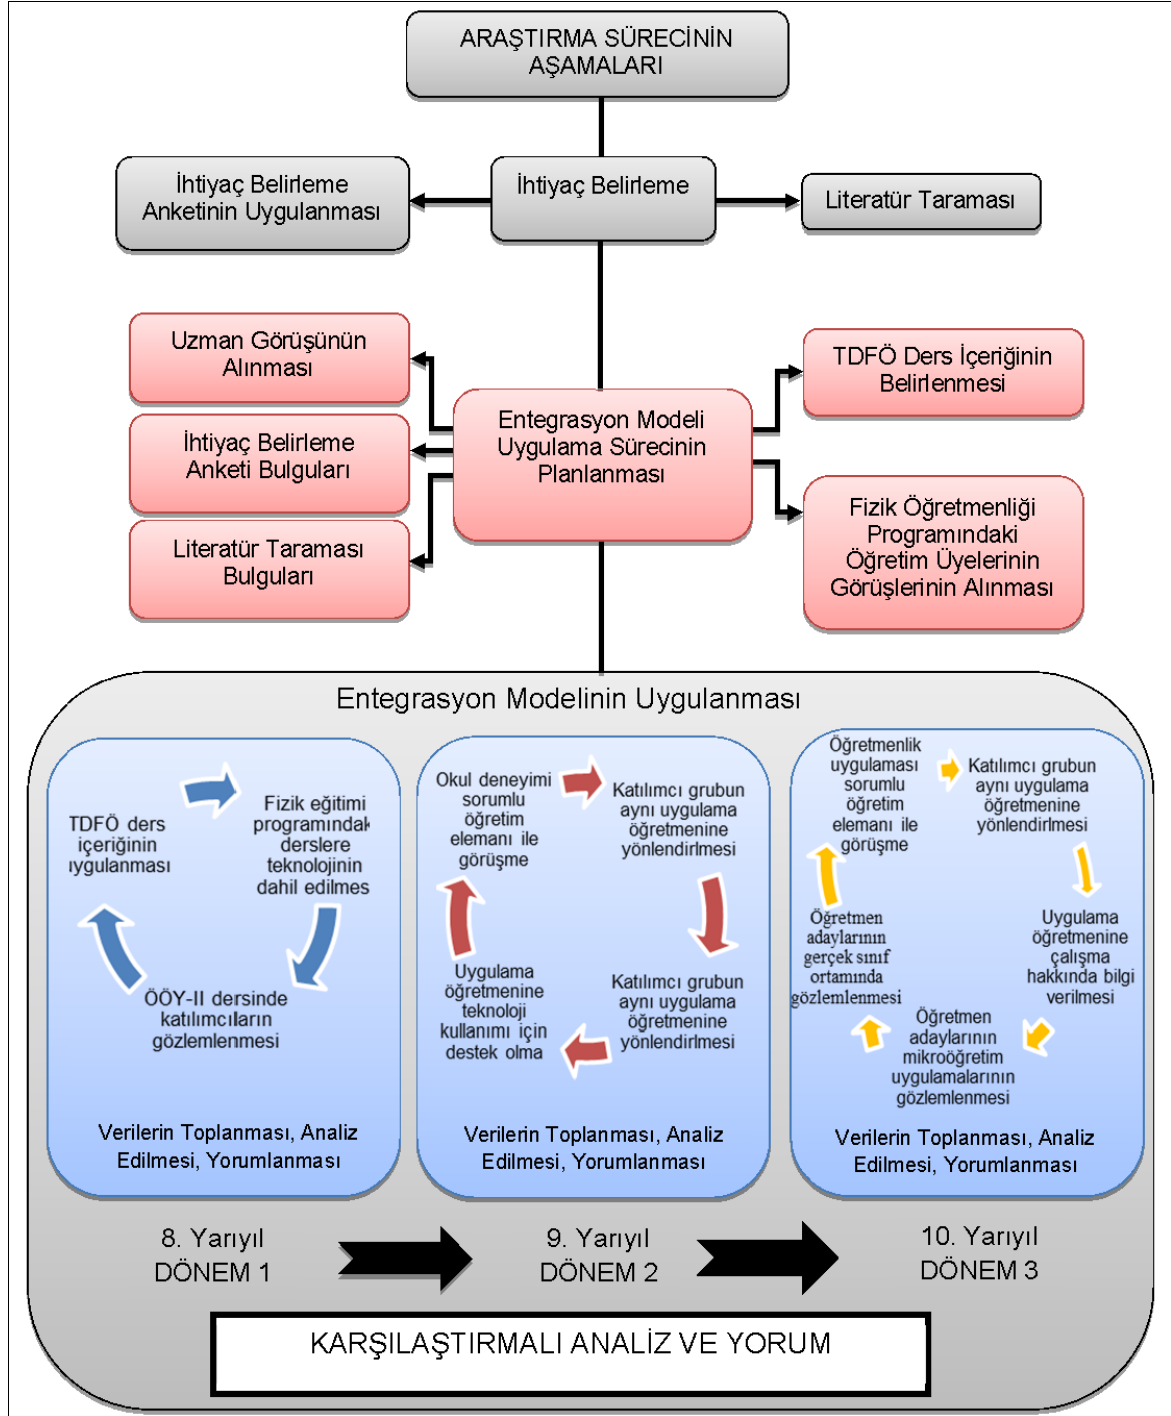 ARAŞTIRMA SÜRECİNİN
AŞAMALARI
İhtiyaç Belirleme
Anketinin Uygulanması
İhtiyaç Belirleme
Literatür Taraması
Uzman Görüşünün
Alınması
İhtiyaç Belirleme
Anketi Bulguları
Literatür Taraması
Bulguları
Entegrasyon Modeli
Uygulama Sürecinin
Planlanması
TDFÖ Ders İçeriğinin
Belirlenmesi
Fizik Öğretmenliği
Programındaki
Öğretim Üyelerinin
Görüşlerinin Alınması
Entegrasyon Modelinin Uygulanması
TDFÖ ders
içeriğinin
ıygulanması
Fizik eğitimi
programındak
derslere
teknolojinin
dahil edilmes
ÖÖY-II dersinde
katılımcıların
gözlemlenmesi
Verilerin Toplanması, Analiz
Edilmesi, Yorumlanması
Okul deneyimi
sorumlu
öğretim
elemanı ile
görüşme
Katılımcı grubun
aynı uygulama
öğretmenine
yönlendirilmesi
Katılımcı grubun
aynı uygulama
öğretmenine
yönlendirilmesi
Uygulama
öğretmenine
teknoloji
kullanımı için
destek olma
Verilerin Toplanması, Analiz
Edilmesi, Yorumlanması
Öğretmenlik
uygulaması
sorumlu
öğretim
elemanı ile
görüşme
Katılımcı grubun
aynı uygulama
öğretmenine
yönlendirilmesi
Uygulama
öğretmenine
çalışma
hakkında bilgi
verilmesi
Öğretmen
adaylarının
mikroöğretim
uygulamalarının
gözlemlenmesi
Öğretmen
adaylarının
gerçek sınıf
ortamında
gözlemlenmesi
Verilerin Toplanması, Analiz
Edilmesi, Yorumlanması
8. Yarıyıl
DÖNEM 1
9. Yarıyıl
DÖNEM 2
10. Yarıyıl
DÖNEM 3
KARŞILAŞTIRMALI ANALİZ VE YORUM